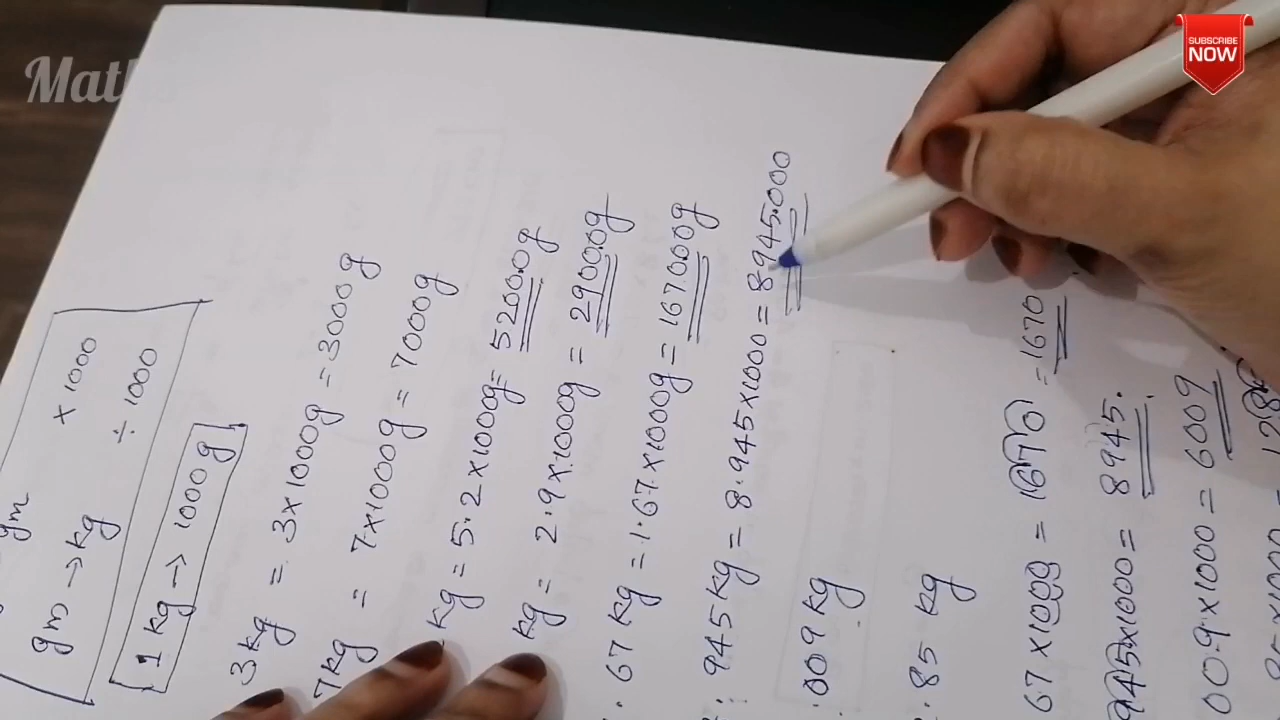 Mat
SUBSCRIBE
NOW
gm
× 1000
gm → kg ÷ 1000
1 kg → 1000 g
3kg = 3×1000g = 3000 g
7kg = 7×1000g = 7000g
kg = 5.2×1000g = 5200.0g
kg = 2.9×1000g = 2900.0g
.67 kg = 1.67×1000g = 1670.00g
.945 kg = 8.945×1000 = 8945.000
.009 kg
.85 kg
67 ×1000 = 1670 = 1670
945×1000 = 8945.
00.9.×1000 = 6009